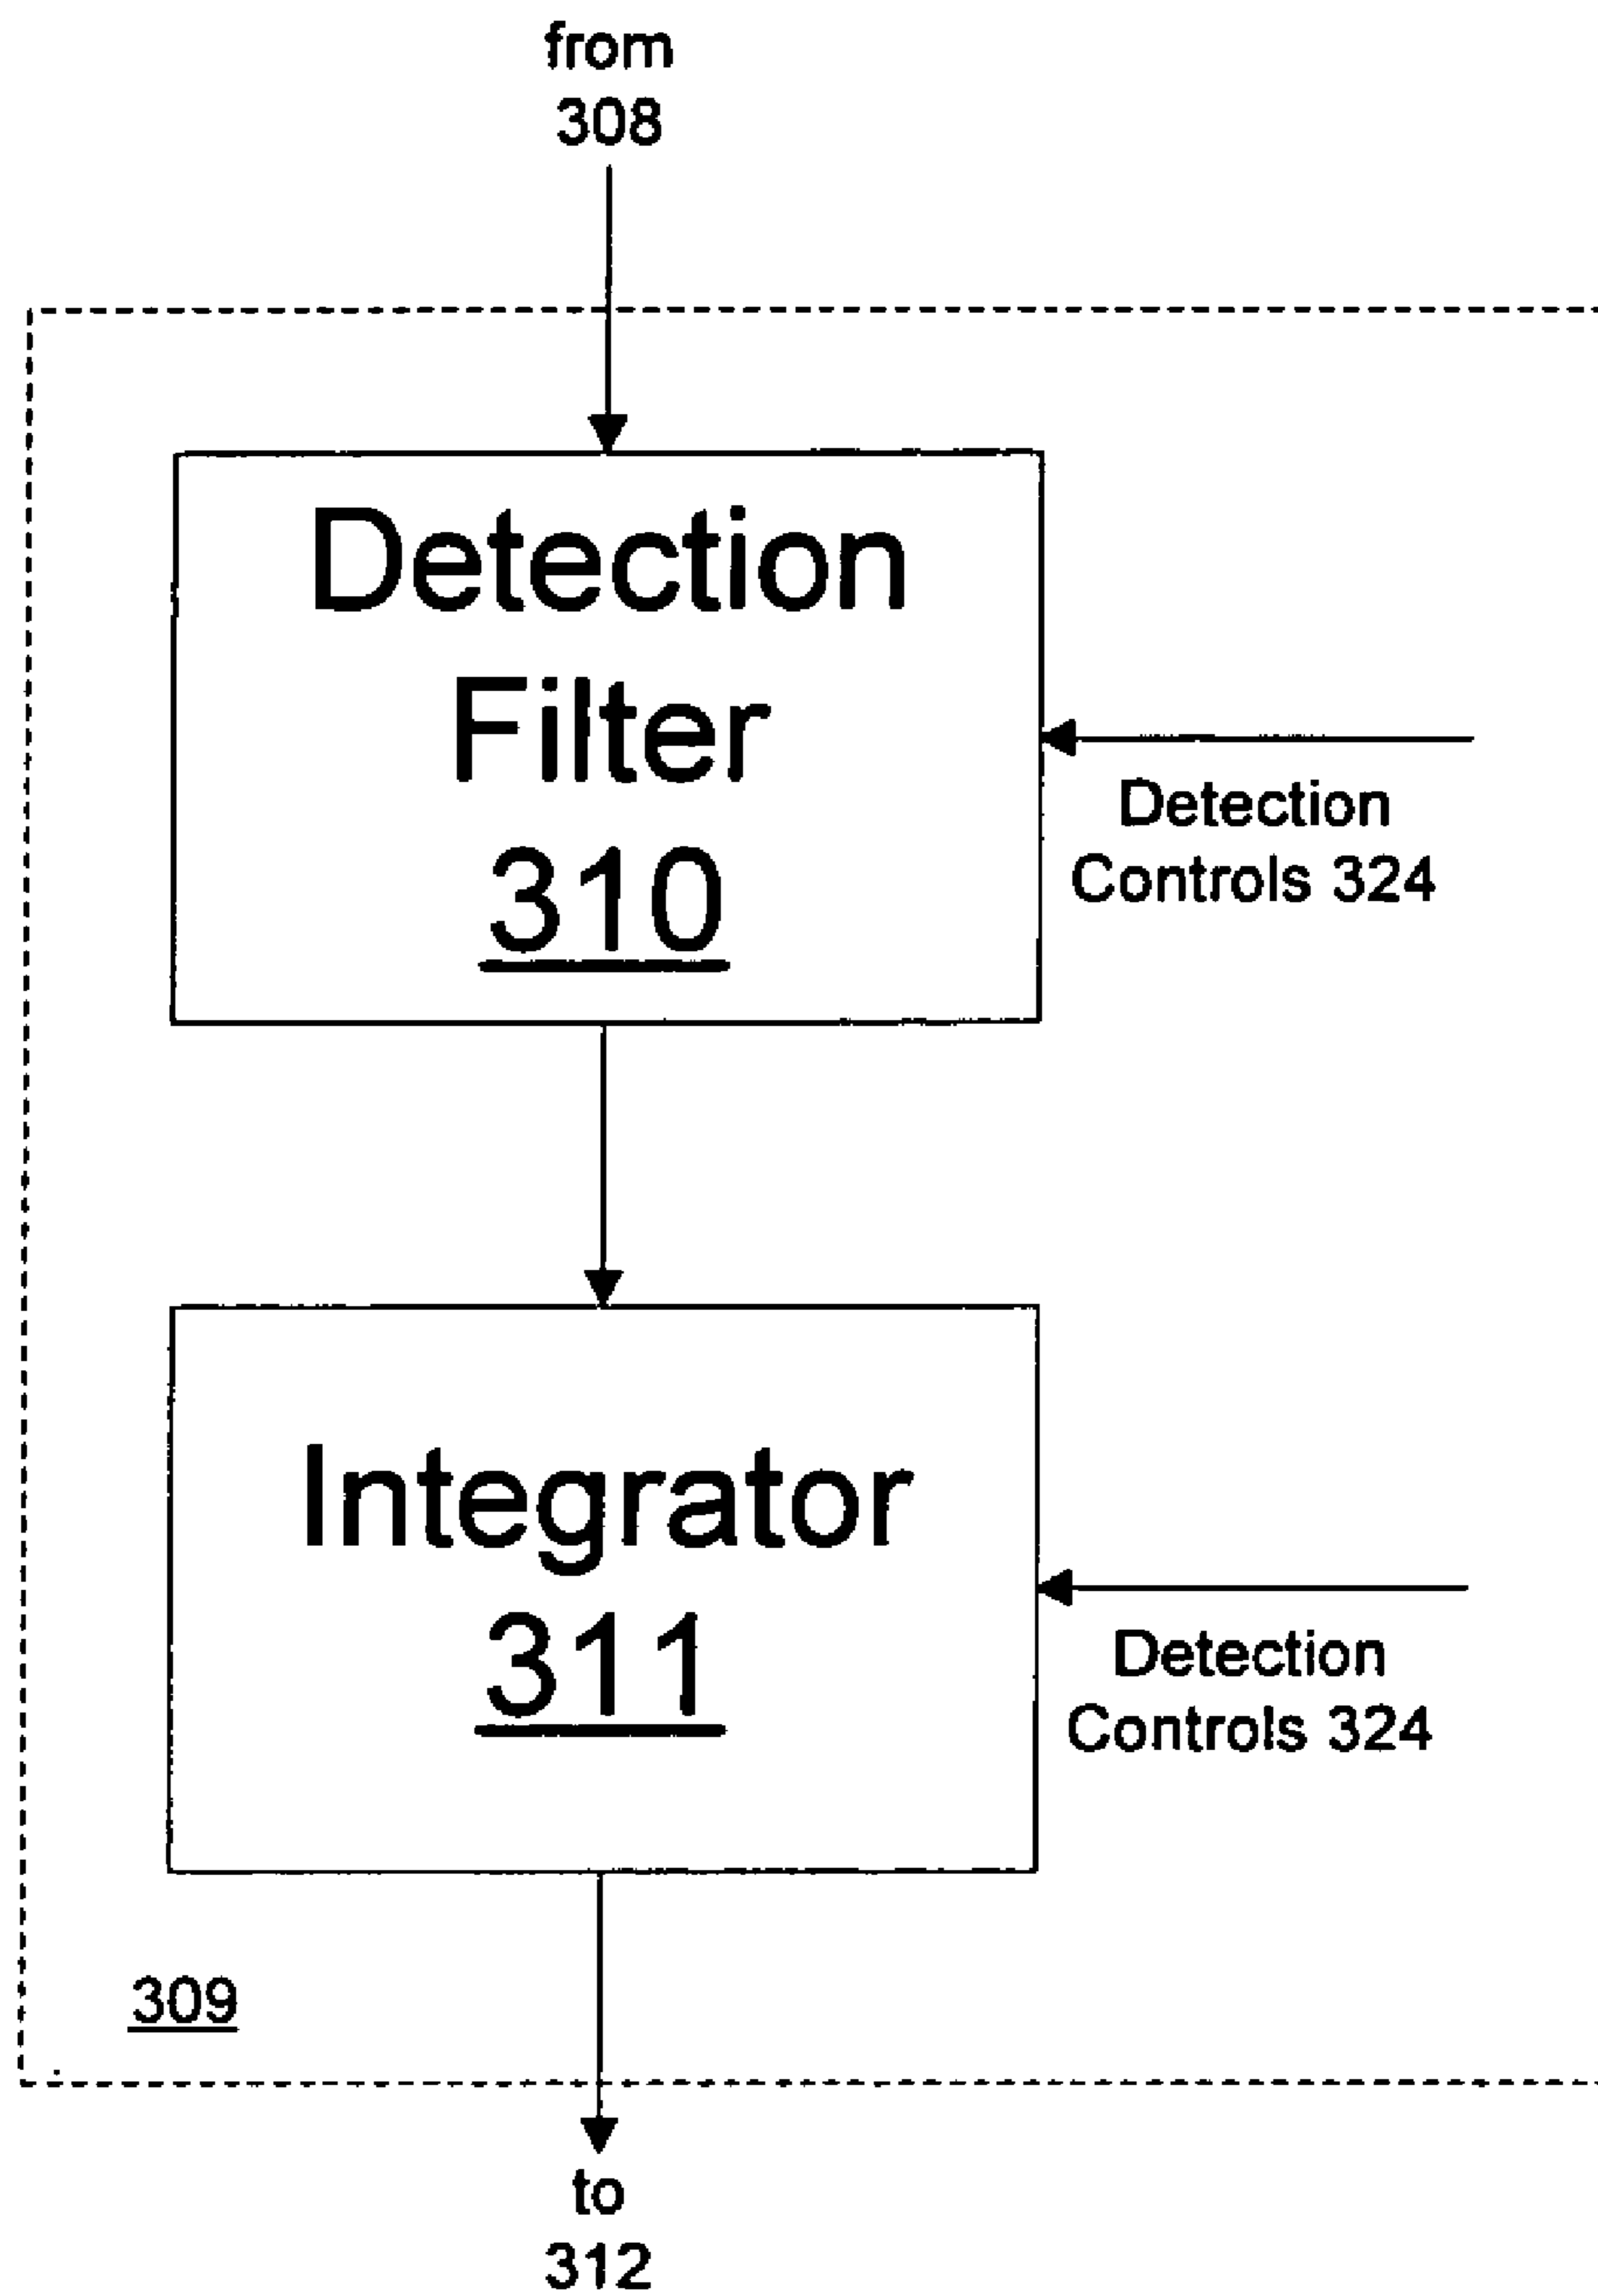 from
308
Detection
Filter
310
Detection
Controls 324
Integrator
311
Detection
Controls 324
309
to
312